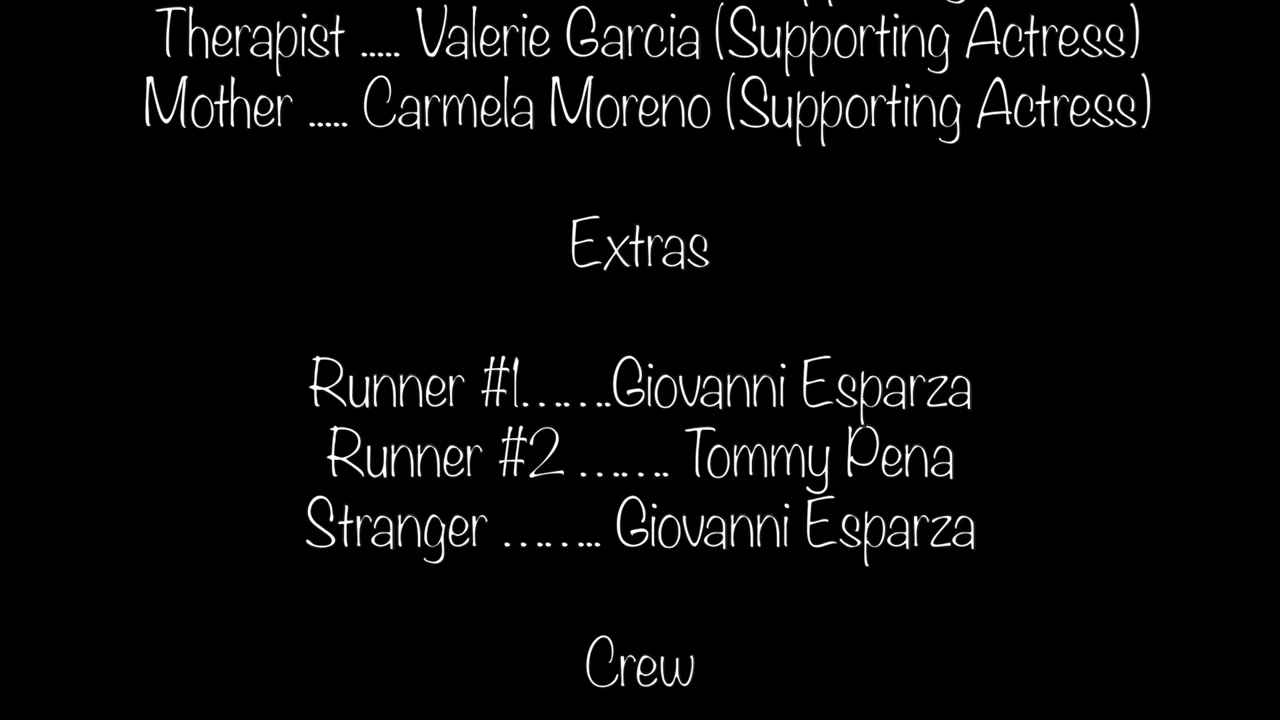 Therapist ..... Valerie Garcia (Supporting Actress)
Mother ..... Carmela Moreno (Supporting Actress)
Extras
Runner #1.......Giovanni Esparza
Runner #2 ....... Tommy Pena
Stranger ........ Giovanni Esparza
Crew